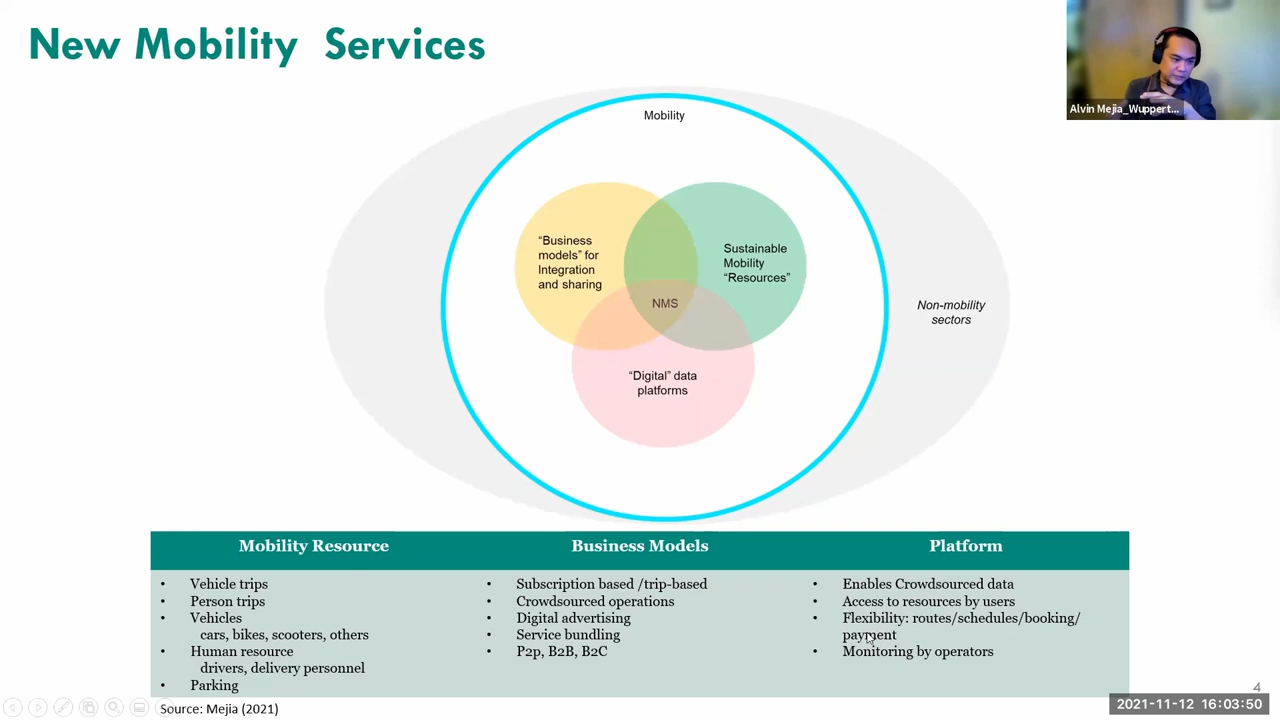 New Mobility Services
Alvin Mejia_Wuppert...
Mobility
“Business
models” for
Integration
and sharing
Sustainable
Mobility
“Resources”
NMS
“Digital” data
platforms
Non-mobility
sectors
Mobility Resource
• Vehicle trips
• Person trips
• Vehicles
cars, bikes, scooters, others
• Human resource
drivers, delivery personnel
• Parking
Business Models
• Subscription based /trip-based
• Crowdsourced operations
• Digital advertising
• Service bundling
• P2p, B2B, B2C
Platform
• Enables Crowdsourced data
• Access to resources by users
• Flexibility: routes/schedules/booking/
payment
• Monitoring by operators
4
2021-11-12 16:03:50
Source: Mejia (2021)